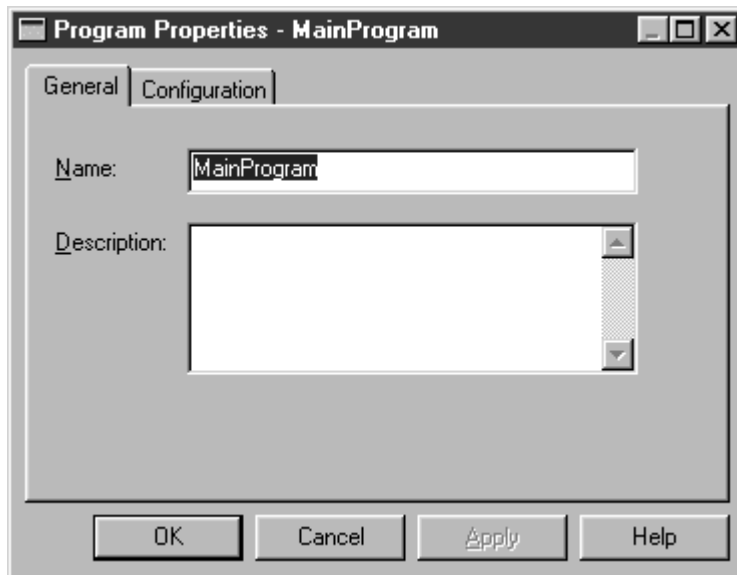 Program Properties - MainProgram
General Configuration
Name: MainProgram
Description:
OK Cancel Apply Help